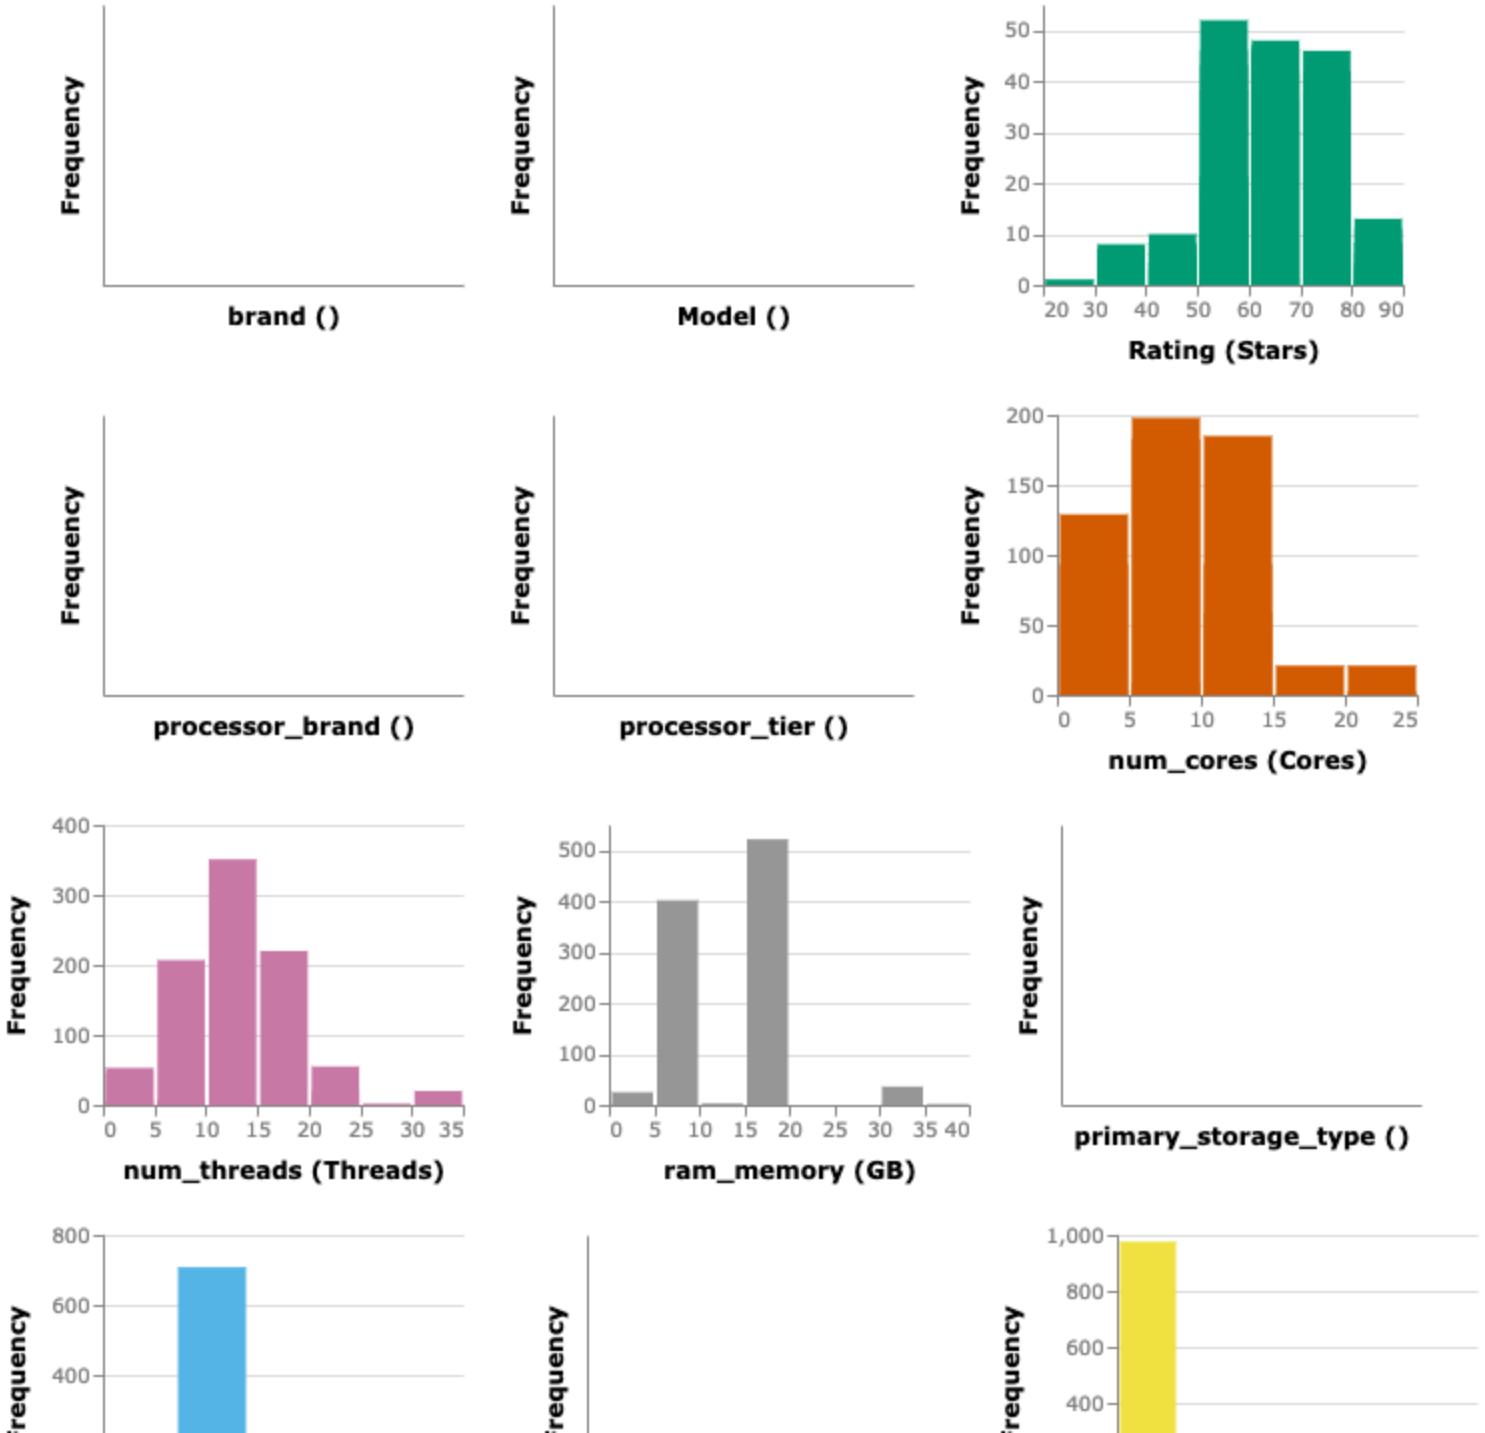 Frequency
brand ()
Frequency
Model ()
Frequency
50
40
30
20
10
0
20 30 40 50 60 70 80 90
Rating (Stars)
Frequency
processor_brand ()
Frequency
processor_tier ()
Frequency
200
150
100
50
0
0 5 10 15 20 25
num_cores (Cores)
Frequency
400
300
200
100
0
0 5 10 15 20 25 30 35
num_threads (Threads)
Frequency
500
400
300
200
100
0
0 5 10 15 20 25 30 35 40
ram_memory (GB)
Frequency
primary_storage_type ()
Frequency
800
600
400
Frequency
Frequency
1,000
800
600
400